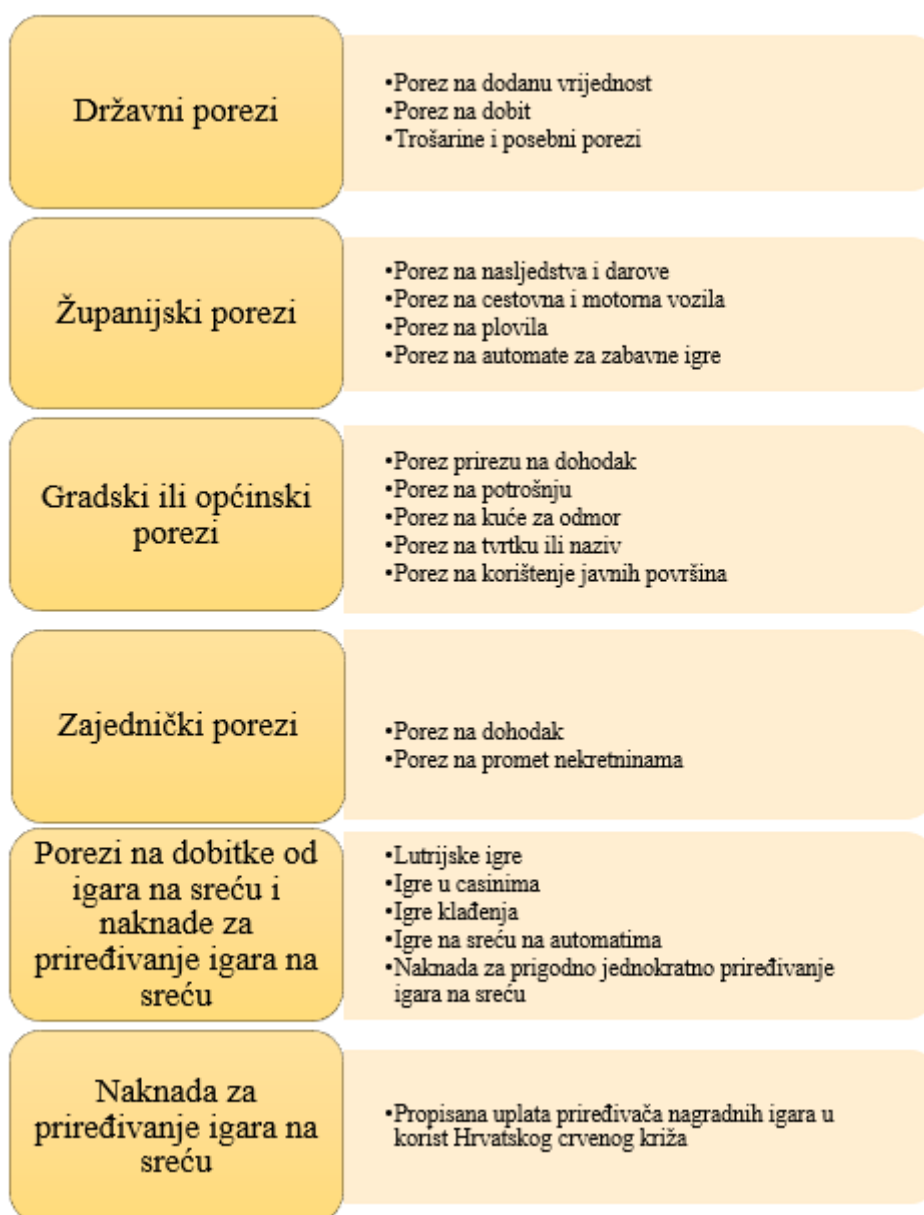 Državni porezi
•Porez na dodanu vrijednost
•Porez na dobit
•Trošarine i posebni porezi
Županijski porezi
•Porez na nasljedstva i darove
•Porez na cestovna i motorna vozila
•Porez na plovila
•Porez na automate za zabavne igre
Gradski ili općinski
porezi
•Porez prirezu na dohodak
•Porez na potrošnju
•Porez na kuće za odmor
•Porez na tvrtku ili naziv
•Porez na korištenje javnih površina
Zajednički porezi
•Porez na dohodak
•Porez na promet nekretninama
Porezi na dobitke od
igara na sreću i
naknade za
priređivanje igara na
sreću
•Lutrijske igre
•Igre u casinima
•Igre klađenja
•Igre na sreću na automatima
•Naknada za prigodno jednokratno priređivanje
igara na sreću
Naknada za
priređivanje igara na
sreću
•Propisana uplata priređivača nagradnih igara u
korist Hrvatskog crvenog križa